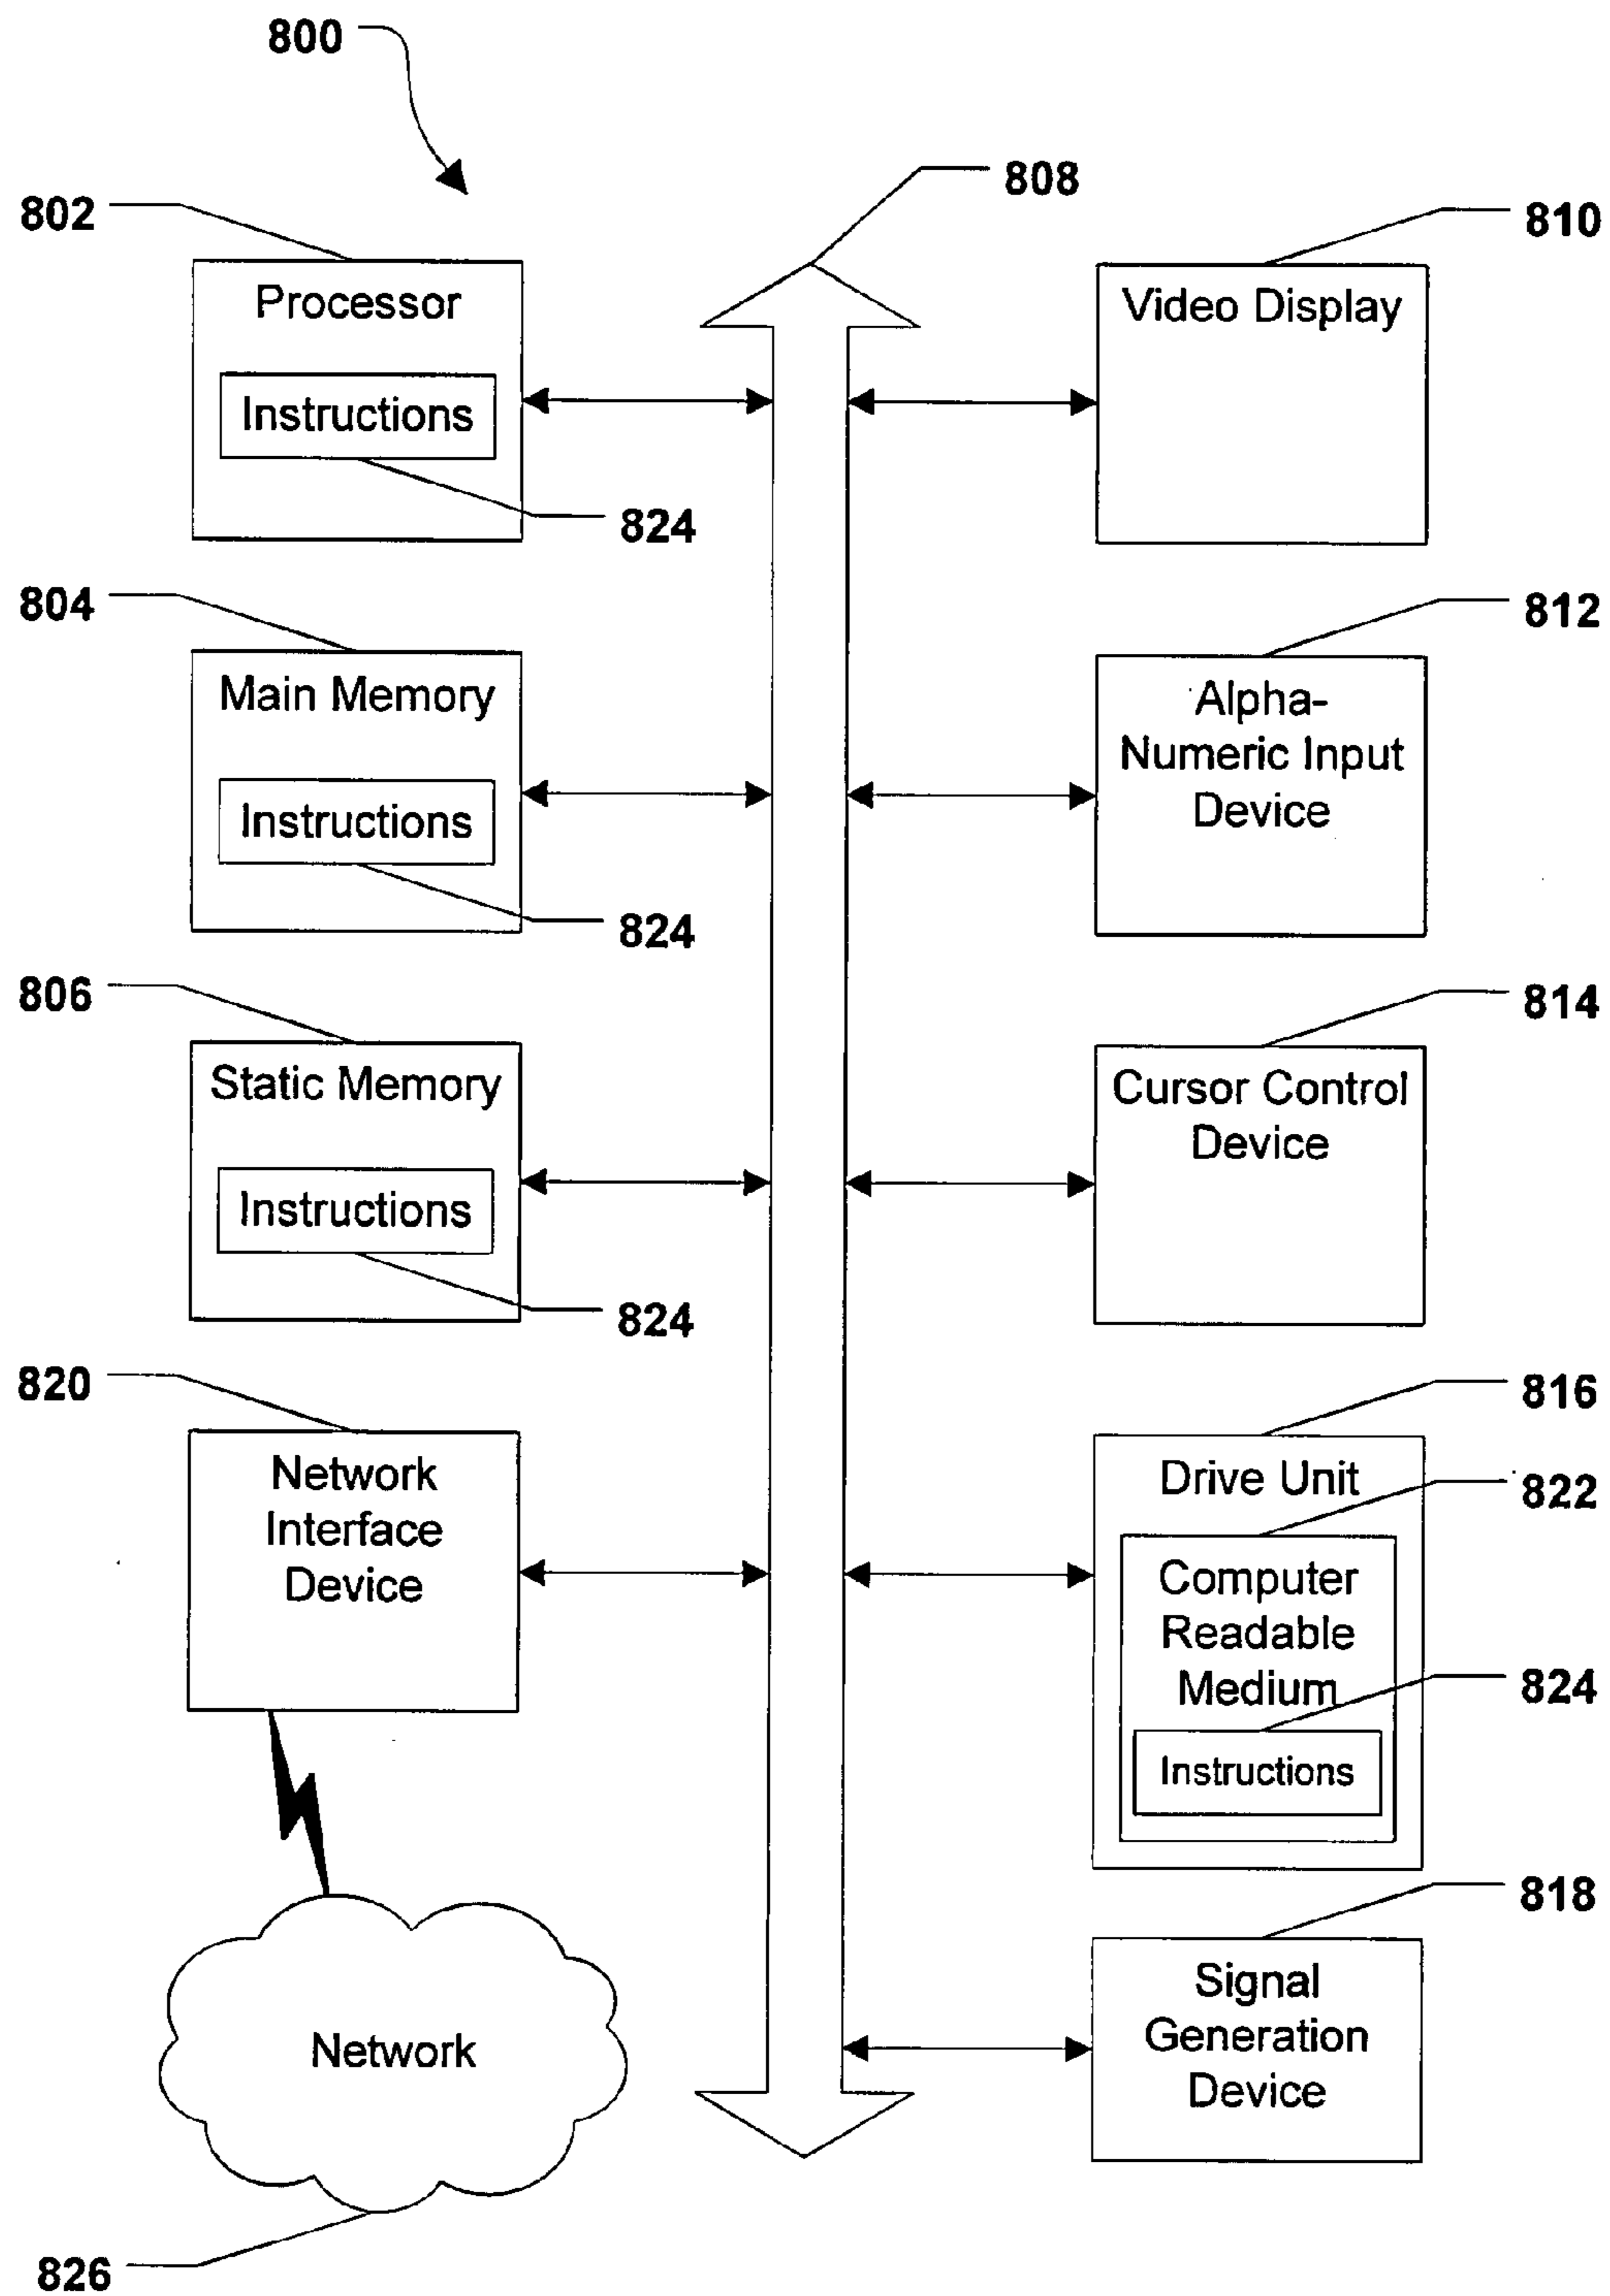 800
808
802
810
Processor
Video Display
Instructions
824
804
812
Main Memory
Alpha-
Numeric Input
Device
Instructions
824
806
814
Static Memory
Cursor Control
Device
Instructions
824
820
816
Network
Interface
Device
Drive Unit
822
Computer
Readable
Medium
824
Instructions
818
Signal
Generation
Device
Network
826